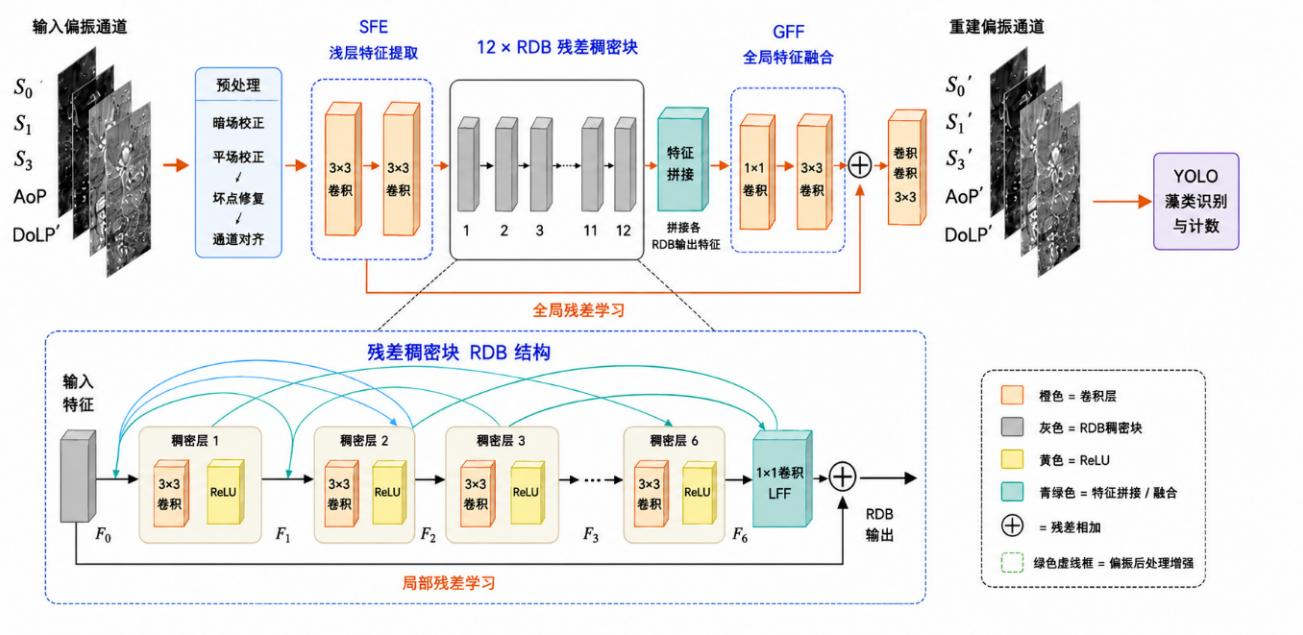 输入偏振通道
S0
S1
S3
AoP
DoLP′
预处理
暗场校正
平场校正
坏点修复
通道对齐
SFE
浅层特征提取
3×3
卷积
3×3
卷积
12 × RDB 残差稠密块
1
2
3
11
12
特征
拼接
拼接各
RDB输出特征
GFF
全局特征融合
1×1
卷积
3×3
卷积
卷积
卷积
3×3
重建偏振通道
S0′
S1′
S3′
AoP′
DoLP′
YOLO
藻类识别
与计数
全局残差学习
残差稠密块 RDB 结构
输入
特征
F0
稠密层 1
3×3
卷积
ReLU
F1
稠密层 2
3×3
卷积
ReLU
F2
稠密层 3
3×3
卷积
ReLU
F3
稠密层 6
3×3
卷积
ReLU
F6
1×1卷积
LFF
RDB
输出
局部残差学习
橙色 = 卷积层
灰色 = RDB稠密块
黄色 = ReLU
青绿色 = 特征拼接 / 融合
= 残差相加
绿色虚线框 = 偏振后处理增强